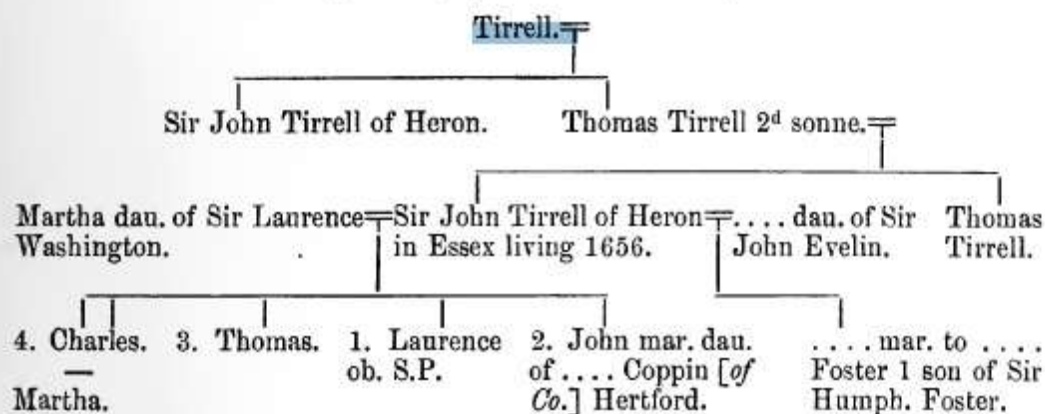 Tirrell.
Sir John Tirrell of Heron. Thomas Tirrell 2d sonne.
Martha dau. of Sir Laurence Sir John Tirrell of Heron .... dau. of Sir Thomas
Washington. in Essex living 1656. John Evelin. Tirrell.
4. Charles. 3. Thomas. 1. Laurence 2. John mar. dau. .... mar. to ....
ob. S.P. of .... Coppin [of Foster 1 son of Sir
Martha. Co.] Hertford. Humph. Foster.